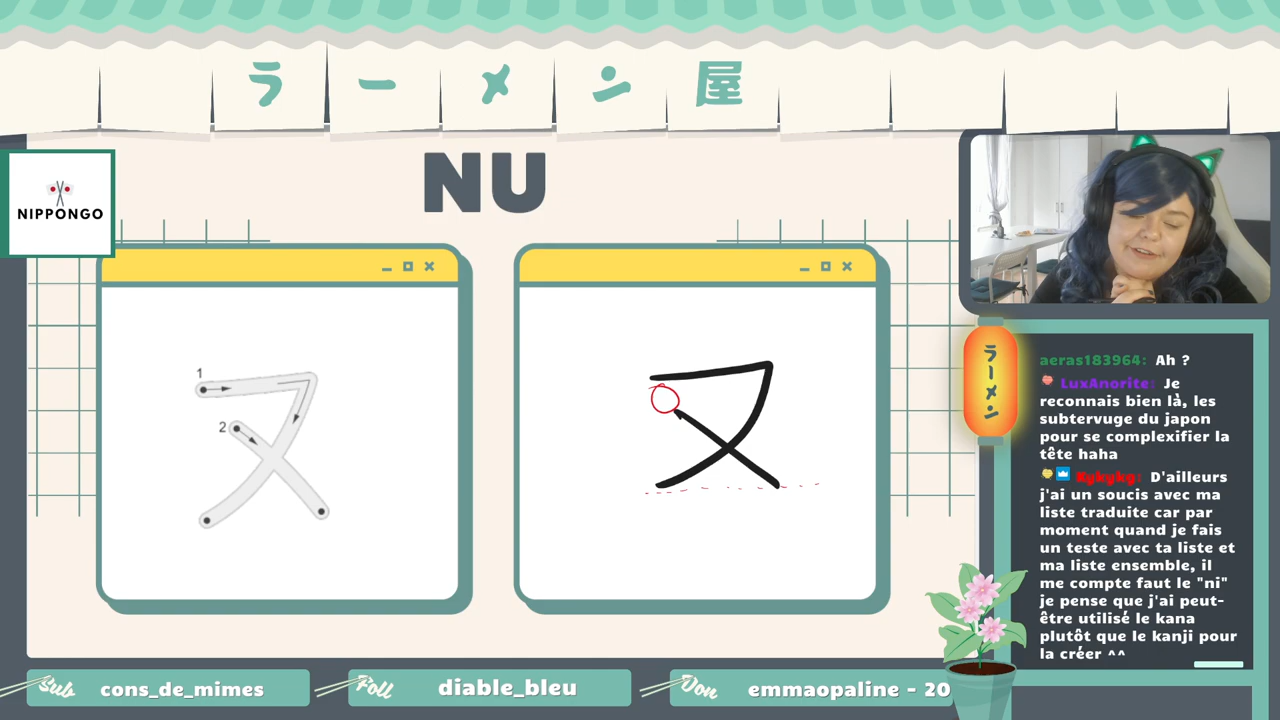 ラーメン屋
NU
NIPPONGO
1
2
ヌ
ラーメン
aeras183964: Ah ?
LuxAnorite: Je
reconnais bien là, les
subtervuge du japon
pour se complexifier la
tête haha
Kykykg: D'ailleurs
j'ai un soucis avec ma
liste traduite car par
moment quand je fais
un teste avec ta liste et
ma liste ensemble, il
me compte faut le "ni"
je pense que j'ai peut-
être utilisé le kana
plutôt que le kanji pour
la créer ^^
Sub cons_de_mimes
Foll diable_bleu
Don emmaopaline - 20